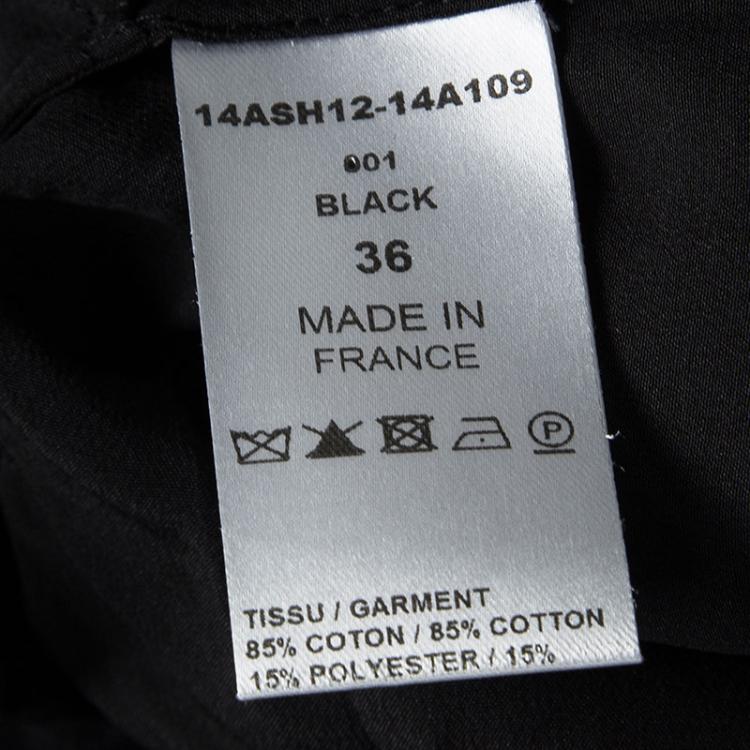 14ASH12-14A109
001
BLACK
36
MADE IN
FRANCE
P
TISSU / GARMENT
85% COTON / 85% COTTON
15% POLYESTER / 15%